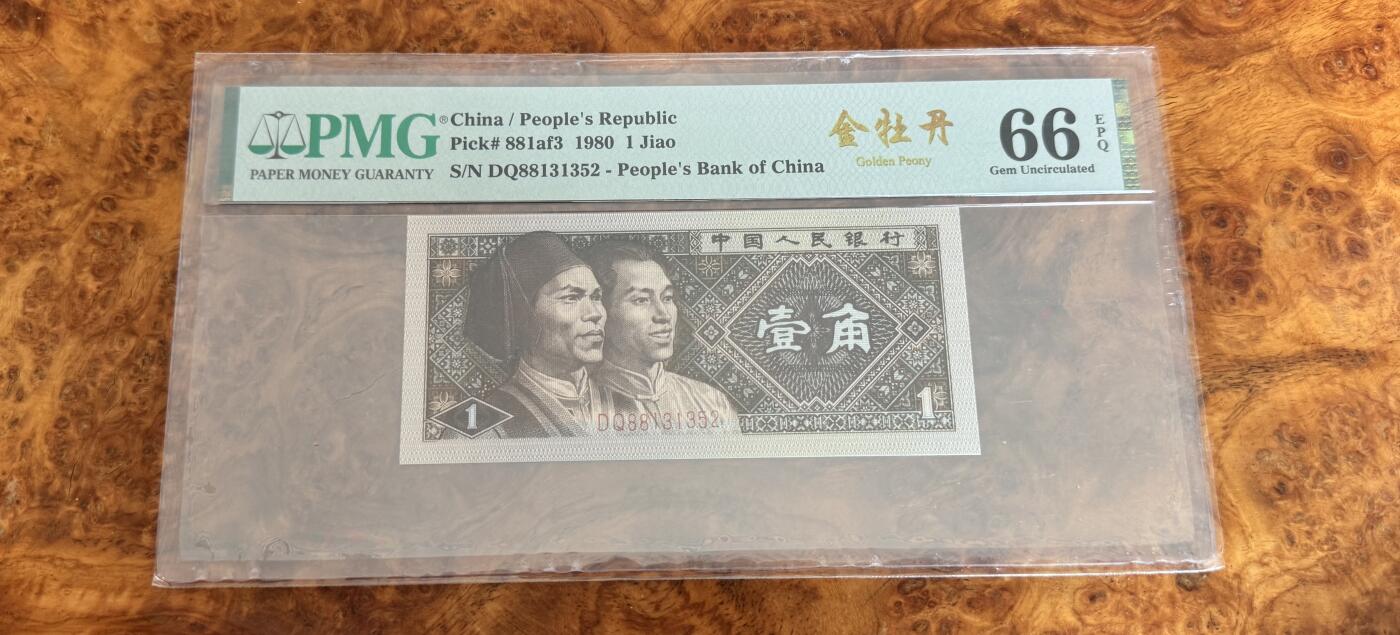 PMG®
PAPER MONEY GUARANTY
China / People's Republic
Pick# 881af3 1980 1 Jiao
S/N DQ88131352 - People's Bank of China
金牡丹
Golden Peony
66
EPQ
Gem Uncirculated
中国人民银行
壹角
1
DQ88131352
1